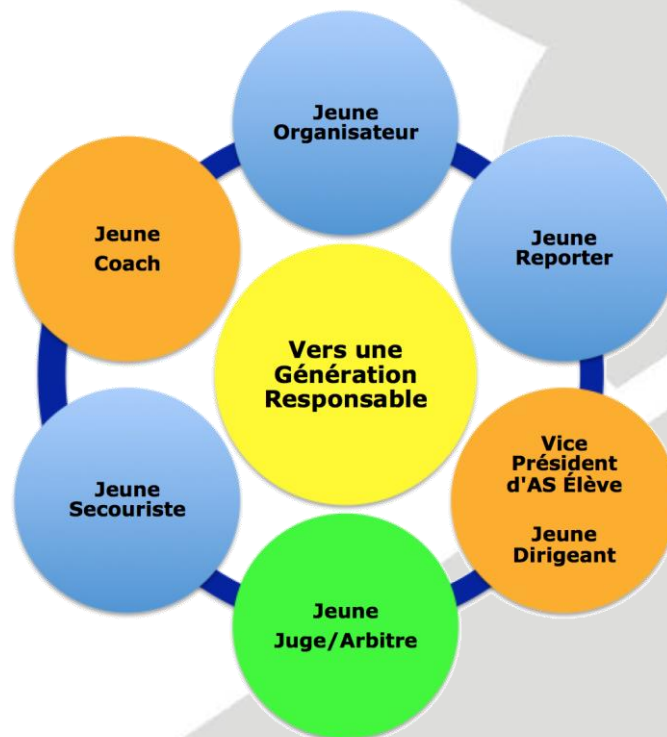 Jeune
Organisateur
Jeune
Coach
Jeune
Reporter
Vers une
Génération
Responsable
Vice
Président
d'AS Élève
Jeune
Dirigeant
Jeune
Secouriste
Jeune
Juge/Arbitre